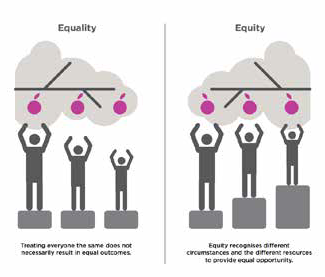 Equality
Treating everyone the same does not
necessarily result in equal outcomes.
Equity
Equity recognises different
circumstances and the different resources
to provide equal opportunity.